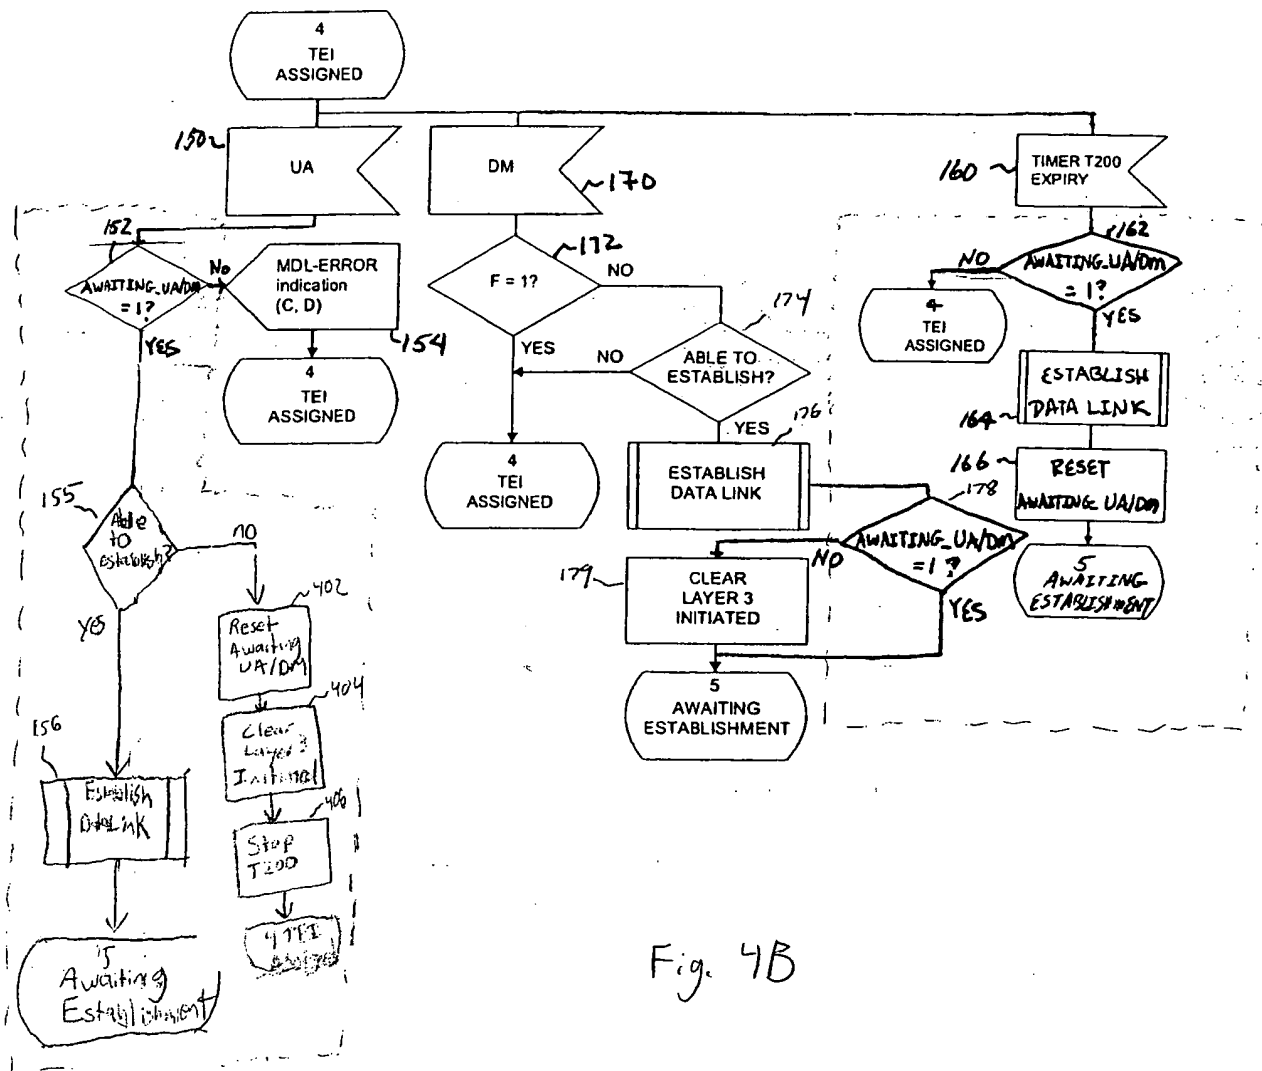 4
TEI
ASSIGNED
150
UA
DM
170
160
TIMER T200
EXPIRY
152
AWAITING_UA/DM
= 1?
No
YES
MDL-ERROR
indication
(C, D)
154
4
TEI
ASSIGNED
172
F = 1?
NO
YES
174
ABLE TO
ESTABLISH?
NO
YES
4
TEI
ASSIGNED
176
ESTABLISH
DATA LINK
162
AWAITING_UA/DM
= 1?
NO
YES
4
TEI
ASSIGNED
ESTABLISH
DATA LINK
164
166
RESET
AWAITING_UA/DM
5
AWAITING
ESTABLISHMENT
178
AWAITING_UA/DM
= 1?
NO
YES
179
CLEAR
LAYER 3
INITIATED
5
AWAITING
ESTABLISHMENT
155
Able
to
Establish?
no
YES
402
Reset
Awaiting
UA/DM
404
Clear
Layer 3
406
Stop
T200
4 TEI
156
Establish
Data Link
5
Awaiting
Establishment
Fig. 4B